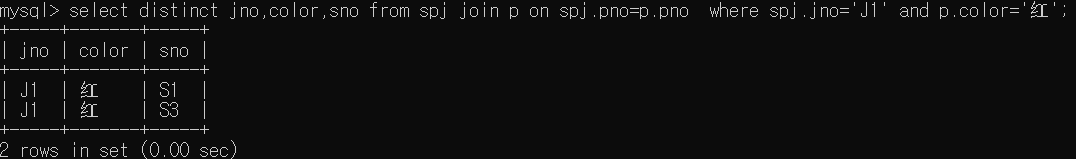 mysql> select distinct jno,color,sno from spj join p on spj.pno=p.pno  where spj.jno='J1' and p.color='红';
+-----+-------+-----+
| jno | color | sno |
+-----+-------+-----+
| J1  | 红    | S1  |
| J1  | 红    | S3  |
+-----+-------+-----+
2 rows in set (0.00 sec)